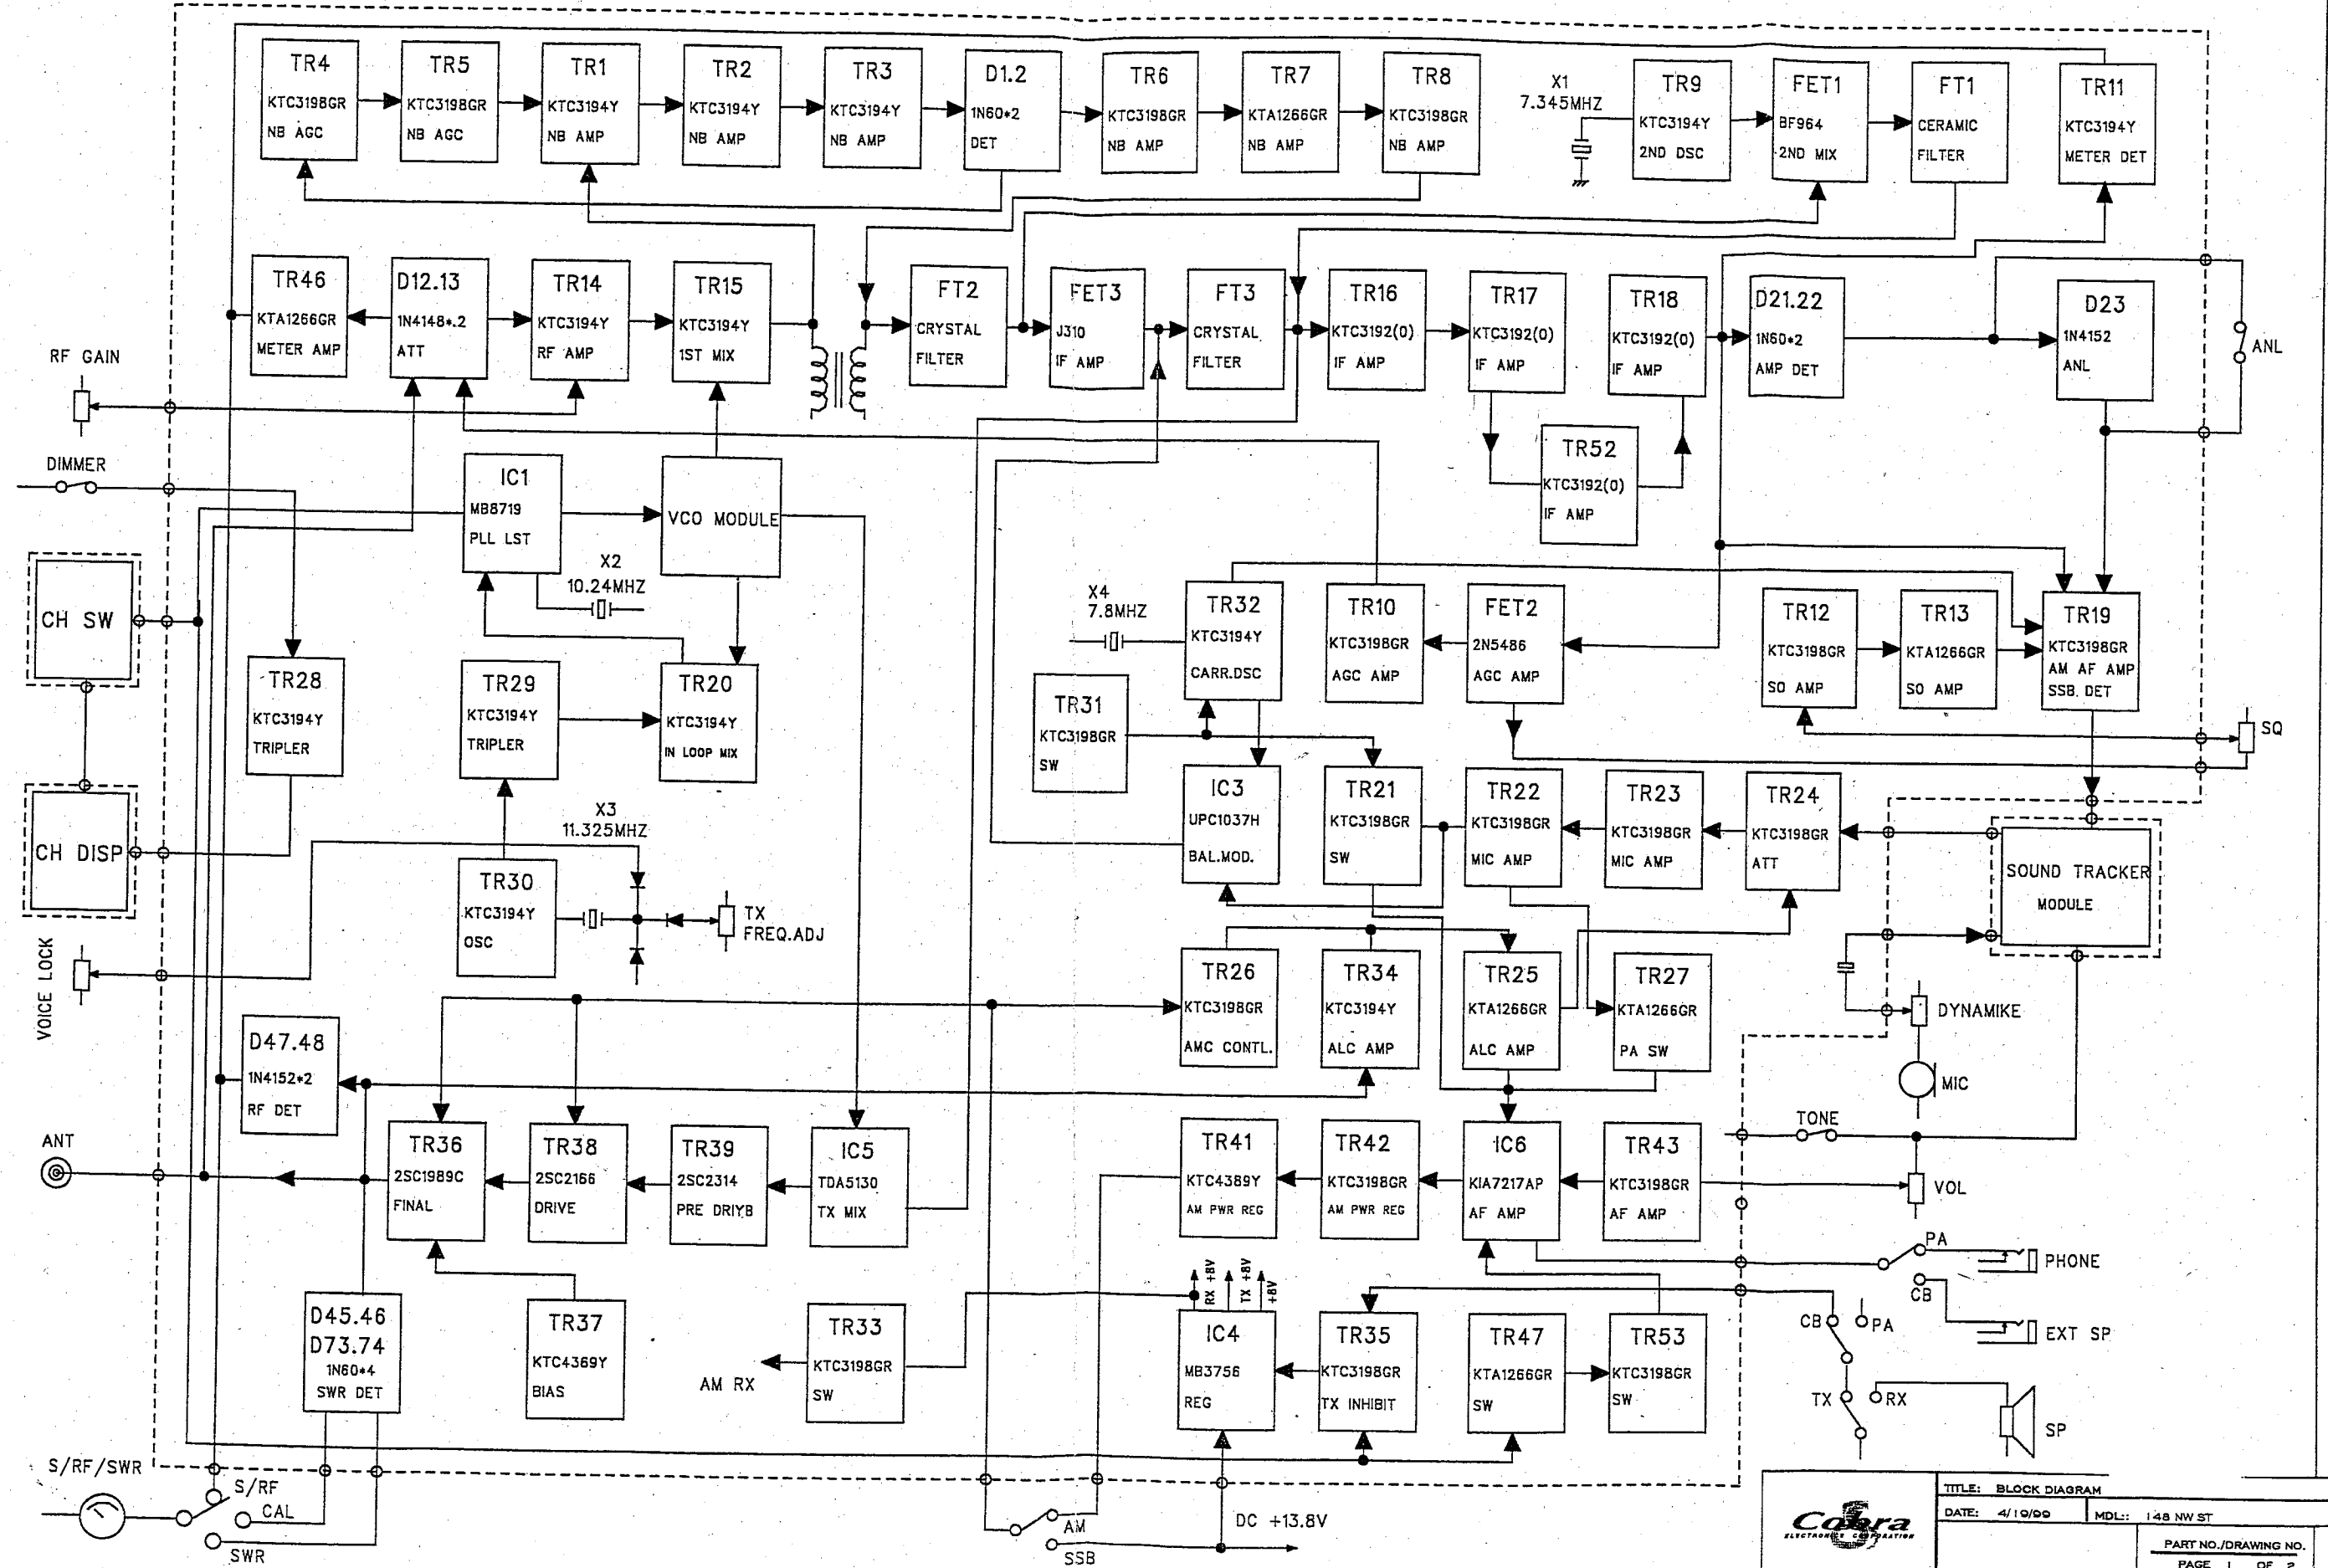 TR4
KTC3198GR
NB AGC
TR5
KTC3198GR
NB AGC
TR1
KTC3194Y
NB AMP
TR2
KTC3194Y
NB AMP
TR3
KTC3194Y
NB AMP
D1.2
1N60*2
DET
TR6
KTC3198GR
NB AMP
TR7
KTA1266GR
NB AMP
TR8
KTC3198GR
NB AMP
X1
7.345MHZ
TR9
KTC3194Y
2ND DSC
FET1
BF964
2ND MIX
FT1
CERAMIC
FILTER
TR11
KTC3194Y
METER DET
RF GAIN
TR46
KTA1266GR
METER AMP
D12.13
1N4148*.2
ATT
TR14
KTC3194Y
RF AMP
TR15
KTC3194Y
1ST MIX
FT2
CRYSTAL
FILTER
FET3
J310
IF AMP
FT3
CRYSTAL
FILTER
TR16
KTC3192(0)
IF AMP
TR17
KTC3192(0)
IF AMP
TR18
KTC3192(0)
IF AMP
D21.22
1N60*2
AMP DET
D23
1N4152
ANL
ANL
DIMMER
IC1
MB8719
PLL LST
VCO MODULE
X2
10.24MHZ
TR52
KTC3192(0)
IF AMP
CH SW
TR28
KTC3194Y
TRIPLER
TR29
KTC3194Y
TRIPLER
TR20
KTC3194Y
IN LOOP MIX
X4
7.8MHZ
TR32
KTC3194Y
CARR.DSC
TR10
KTC3198GR
AGC AMP
FET2
2N5486
AGC AMP
TR12
KTC3198GR
SO AMP
TR13
KTA1266GR
SO AMP
TR19
KTC3198GR
AM AF AMP
SSB. DET
SQ
TR31
KTC3198GR
SW
CH DISP
X3
11.325MHZ
TR30
KTC3194Y
OSC
TX
FREQ.ADJ
IC3
UPC1037H
BAL.MOD.
TR21
KTC3198GR
SW
TR22
KTC3198GR
MIC AMP
TR23
KTC3198GR
MIC AMP
TR24
KTC3198GR
ATT
SOUND TRACKER
MODULE
VOICE LOCK
D47.48
1N4152*2
RF DET
TR26
KTC3198GR
AMC CONTL.
TR34
KTC3194Y
ALC AMP
TR25
KTA1266GR
ALC AMP
TR27
KTA1266GR
PA SW
DYNAMIKE
MIC
TONE
ANT
TR36
2SC1989C
FINAL
TR38
2SC2166
DRIVE
TR39
2SC2314
PRE DRIYB
IC5
TDA5130
TX MIX
TR41
KTC4389Y
AM PWR REG
TR42
KTC3198GR
AM PWR REG
IC6
KIA7217AP
AF AMP
TR43
KTC3198GR
AF AMP
VOL
PA
PHONE
CB
EXT SP
D45.46
D73.74
1N60*4
SWR DET
TR37
KTC4369Y
BIAS
AM RX
TR33
KTC3198GR
SW
RX +8V
TX +8V
+8V
IC4
MB3756
REG
TR35
KTC3198GR
TX INHIBIT
TR47
KTA1266GR
SW
TR53
KTC3198GR
SW
CB
PA
TX
RX
SP
S/RF/SWR
S/RF
CAL
SWR
AM
SSB
DC +13.8V
Cobra
ELECTRONICS CORPORATION
TITLE: BLOCK DIAGRAM
DATE: 4/19/99
MDL:: 148 NW ST
PART NO./DRAWING NO.
PAGE 1 OF 2